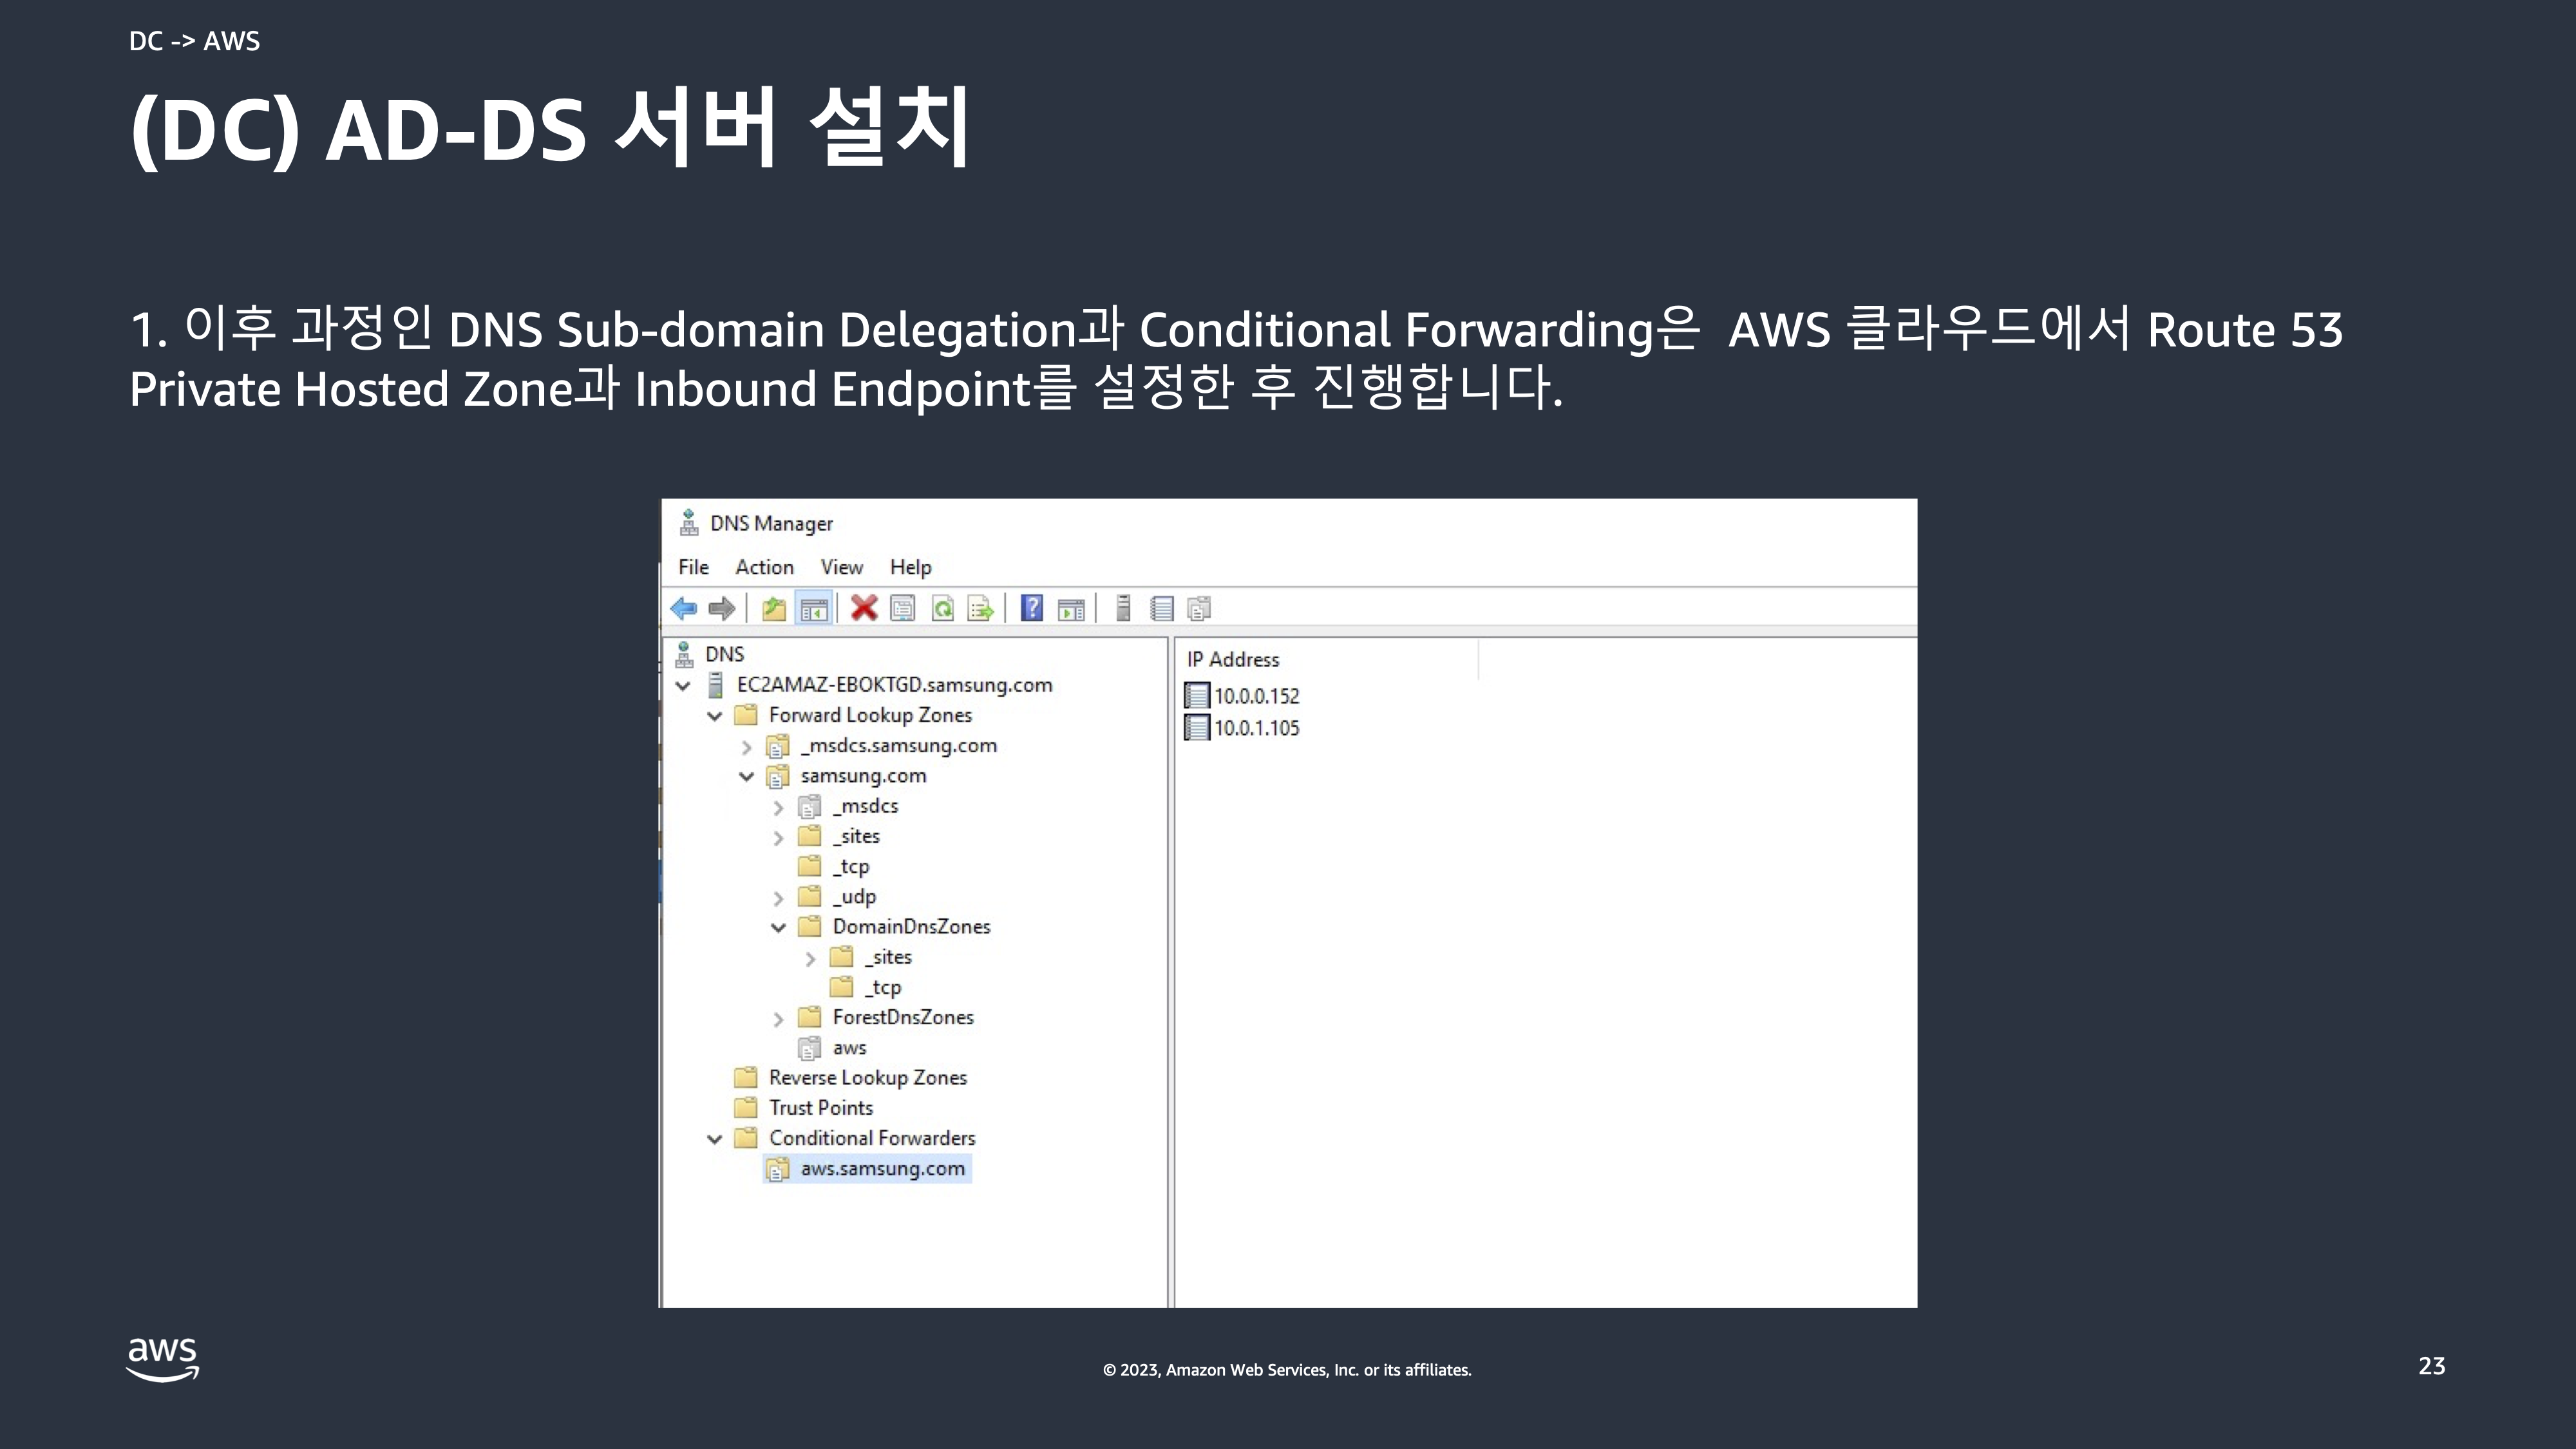 DC -> AWS
(DC) AD-DS 서버 설치
1. 이후 과정인 DNS Sub-domain Delegation과 Conditional Forwarding은  AWS 클라우드에서 Route 53
Private Hosted Zone과 Inbound Endpoint를 설정한 후 진행합니다.
DNS Manager
File Action View Help
DNS
EC2AMAZ-EBOKTGD.samsung.com
Forward Lookup Zones
_msdcs.samsung.com
samsung.com
_msdcs
_sites
_tcp
_udp
DomainDnsZones
_sites
_tcp
ForestDnsZones
aws
Reverse Lookup Zones
Trust Points
Conditional Forwarders
aws.samsung.com
IP Address
10.0.0.152
10.0.1.105
aws
© 2023, Amazon Web Services, Inc. or its affiliates.
23